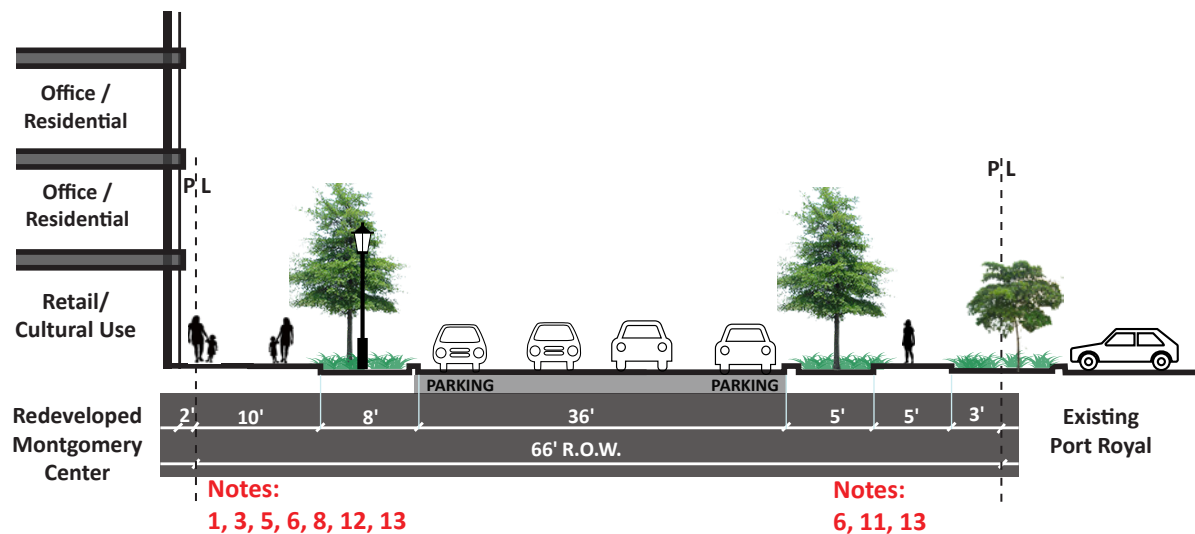 Office /
Residential
Office /
Residential
Retail/
Cultural Use
P L
P L
PARKING
PARKING
2' 10' 8' 36' 5' 5' 3'
66' R.O.W.
Redeveloped
Montgomery
Center
Existing
Port Royal
Notes:
1, 3, 5, 6, 8, 12, 13
Notes:
6, 11, 13